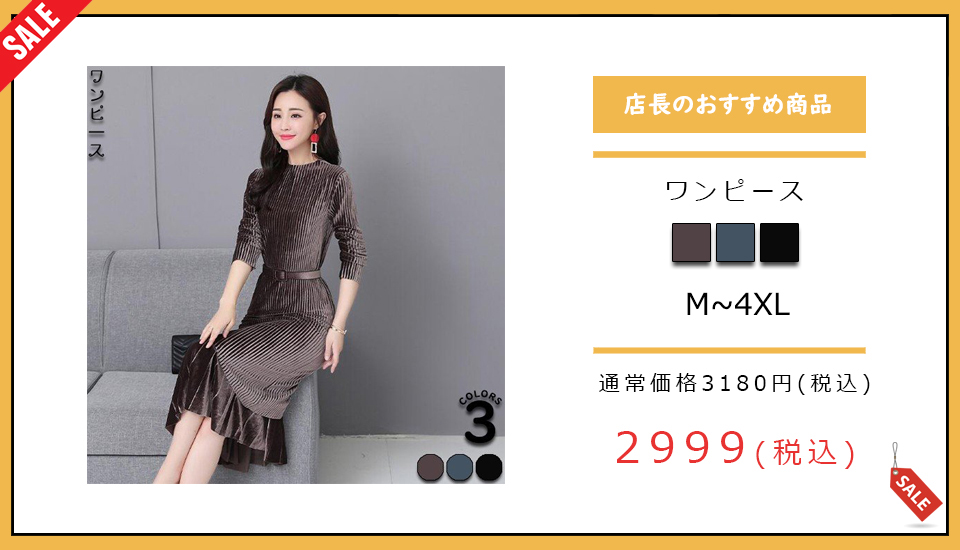 SALE
ワンピース
COLORS
3
店長のおすすめ商品
ワンピース
M~4XL
通常価格3180円(税込)
2999(税込)
SALE